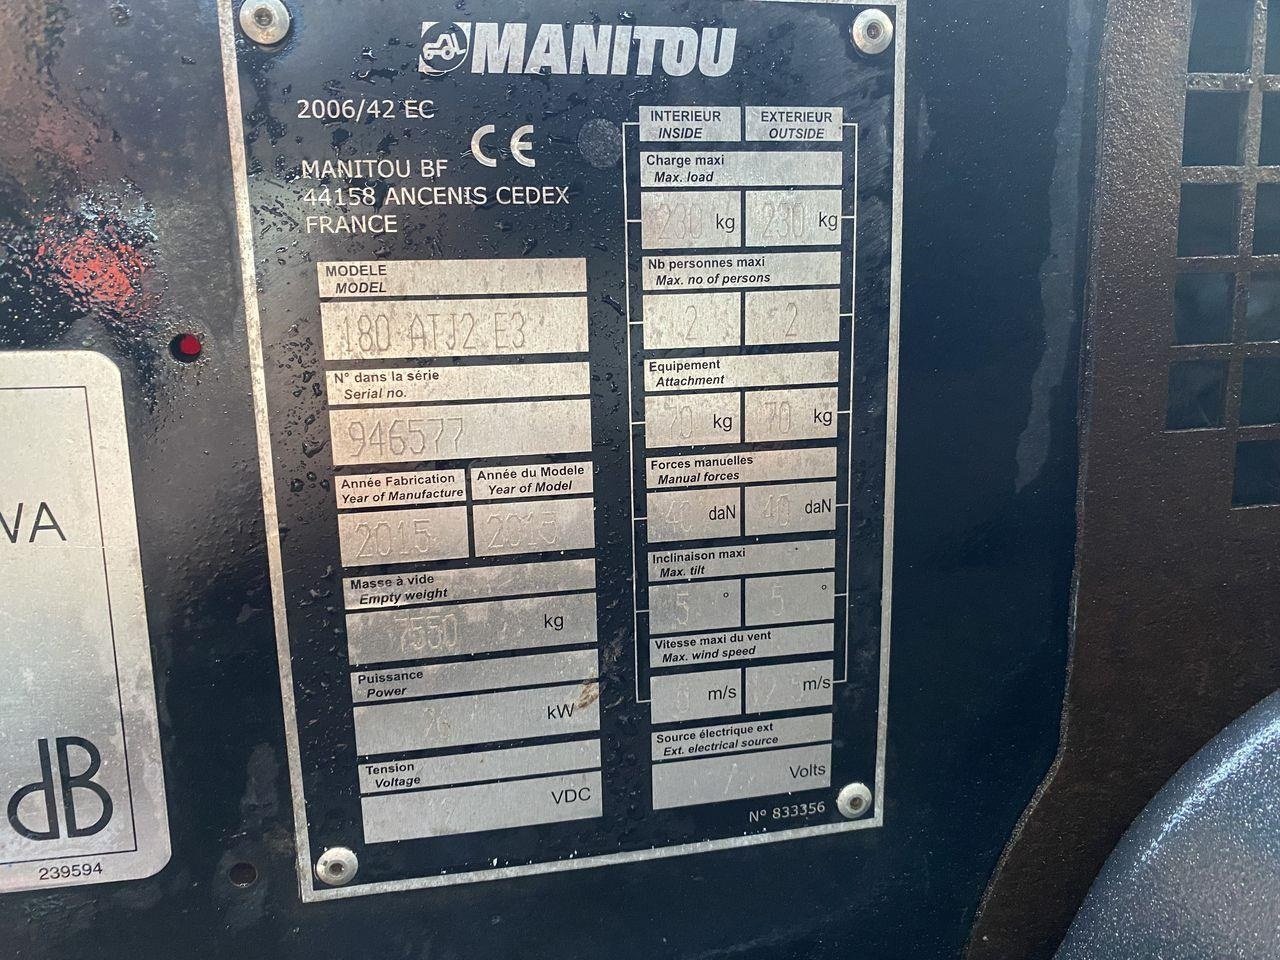 MANITOU
2006/42 EC
CE
MANITOU BF
44158 ANCENIS CEDEX
FRANCE
MODELE
MODEL
180 ATJ2 E3
N° dans la série
Serial no.
946577
Année Fabrication
Year of Manufacture
2015
Année du Modele
Year of Model
2015
Masse à vide
Empty weight
7550 kg
Puissance
Power
kW
Tension
Voltage
/ VDC
INTERIEUR
INSIDE
EXTERIEUR
OUTSIDE
Charge maxi
Max. load
230 kg 230 kg
Nb personnes maxi
Max. no of persons
2 2
Equipement
Attachment
70 kg 70 kg
Forces manuelles
Manual forces
40 daN 40 daN
Inclinaison maxi
Max. tilt
5 ° 5 °
Vitesse maxi du vent
Max. wind speed
m/s m/s
Source électrique ext
Ext. electrical source
/ Volts
N° 833356
WA
dB
239594